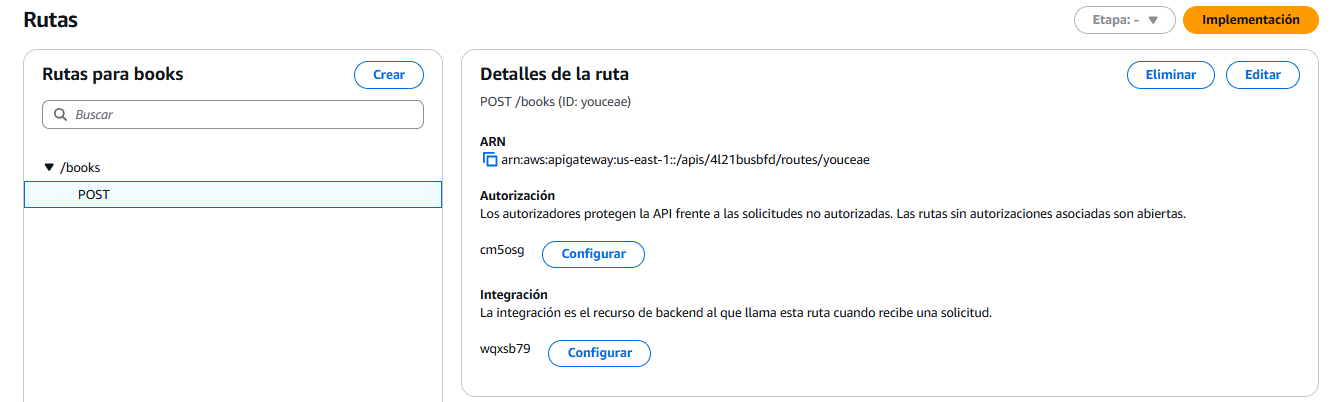 Rutas
Etapa: -
Implementación
Rutas para books
Crear
Buscar
/books
POST
Detalles de la ruta
Eliminar
Editar
POST /books (ID: youceae)
ARN
arn:aws:apigateway:us-east-1::/apis/4l21busbfd/routes/youceae
Autorización
Los autorizadores protegen la API frente a las solicitudes no autorizadas. Las rutas sin autorizaciones asociadas son abiertas.
cm5osg
Configurar
Integración
La integración es el recurso de backend al que llama esta ruta cuando recibe una solicitud.
wqxsb79
Configurar